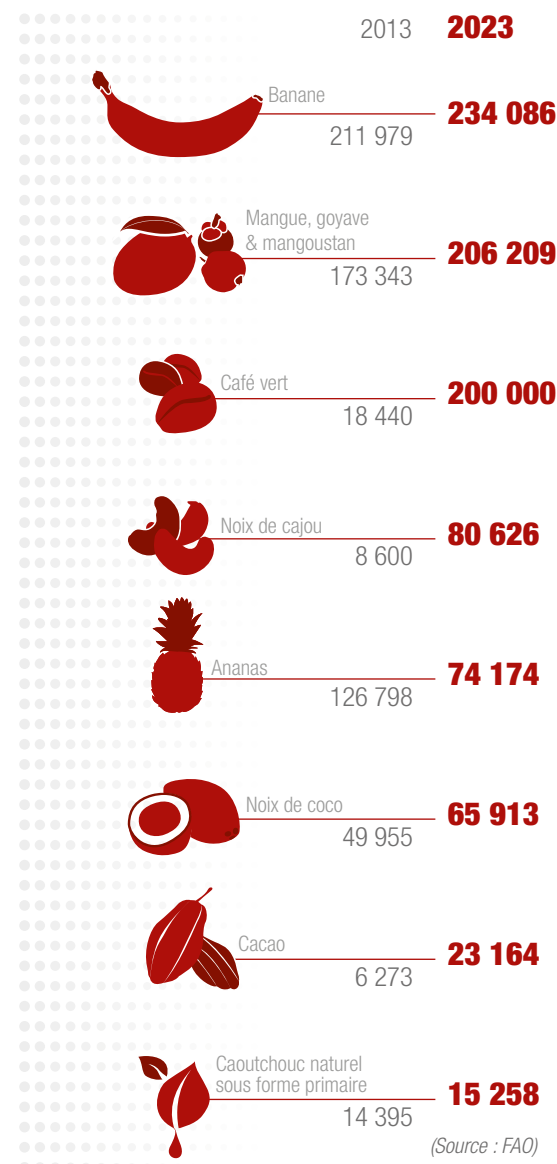 2013 2023
Banane
211 979 234 086
Mangue, goyave
& mangoustan
173 343 206 209
Café vert
18 440 200 000
Noix de cajou
8 600 80 626
Ananas
126 798 74 174
Noix de coco
49 955 65 913
Cacao
6 273 23 164
Caoutchouc naturel
sous forme primaire
14 395 15 258
(Source : FAO)